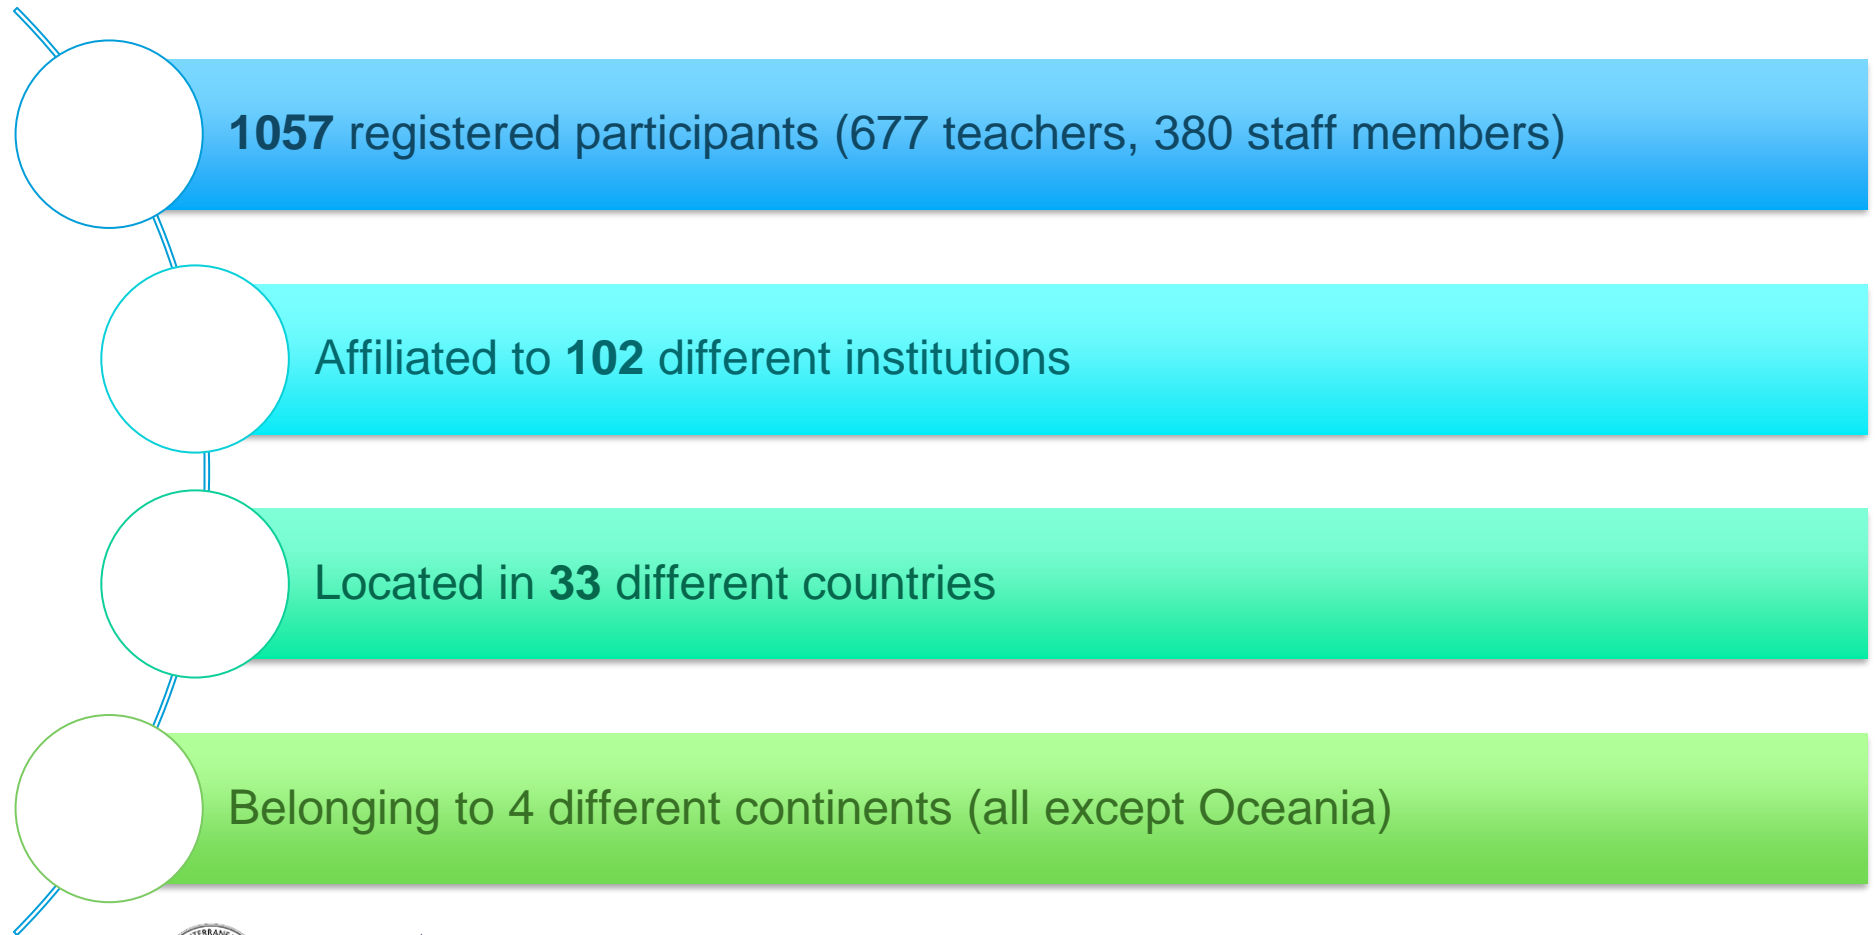 1057 registered participants (677 teachers, 380 staff members)
Affiliated to 102 different institutions
Located in 33 different countries
Belonging to 4 different continents (all except Oceania)